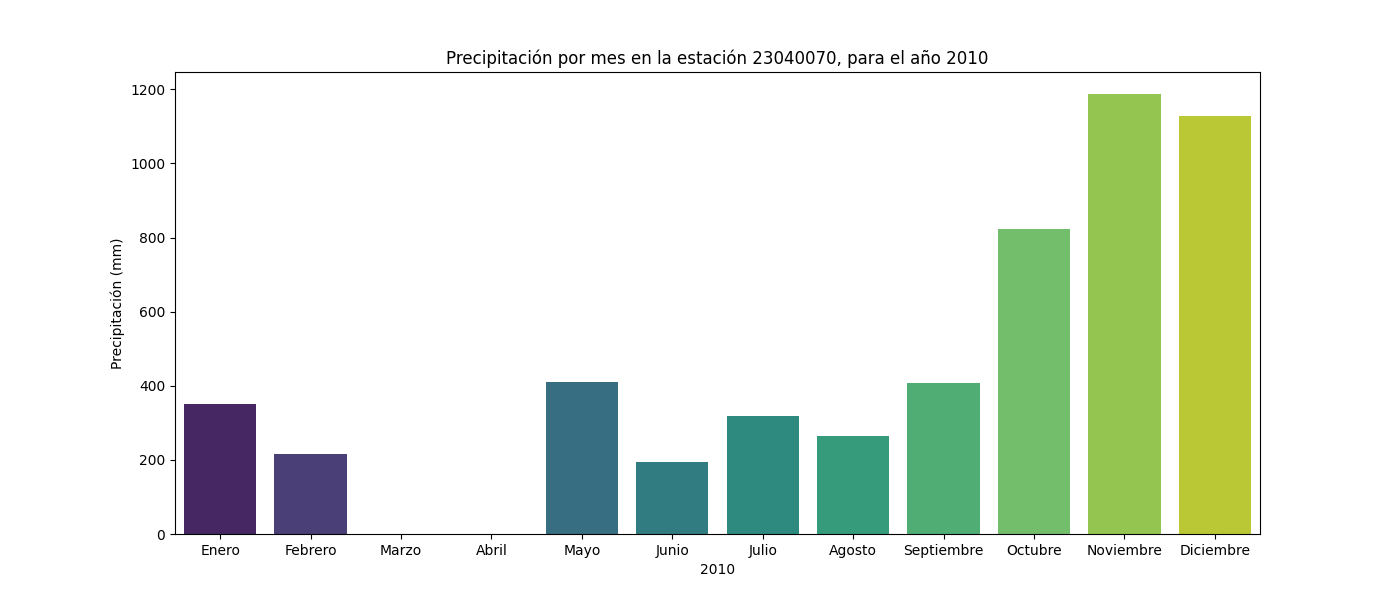 Precipitación por mes en la estación 23040070, para el año 2010
1200
1000
800
600
400
200
0
Precipitación (mm)
Enero Febrero Marzo Abril Mayo Junio Julio Agosto Septiembre Octubre Noviembre Diciembre
2010